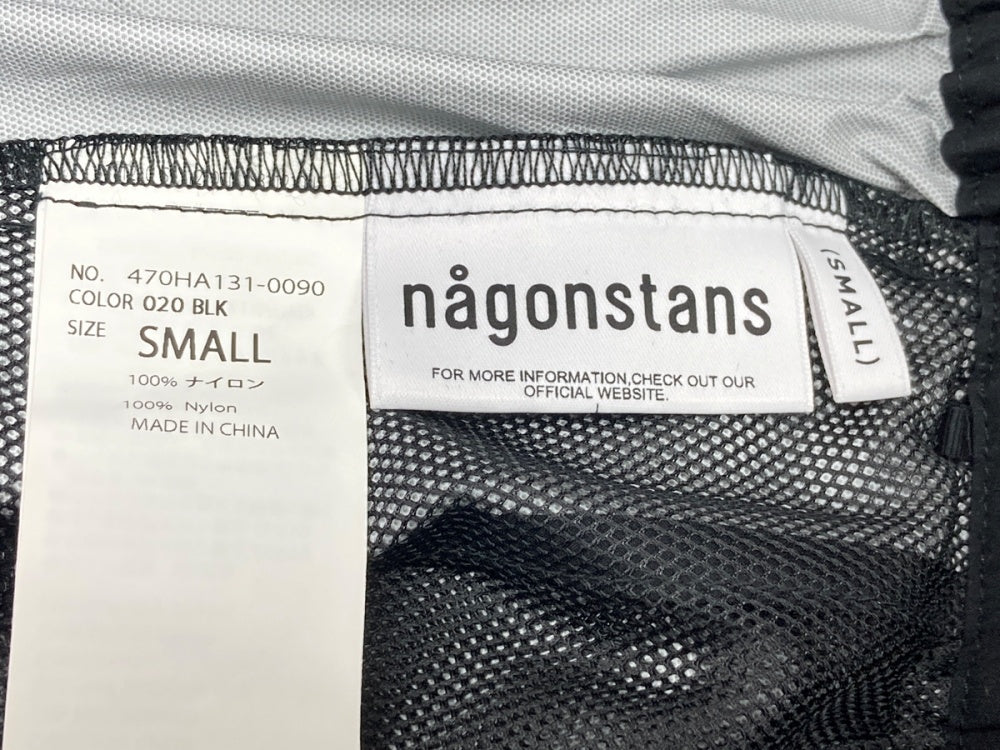 NO. 470HA131-0090
COLOR 020 BLK
SIZE SMALL
100% ナイロン
100% Nylon
MADE IN CHINA
någonstans
FOR MORE INFORMATION,CHECK OUT OUR
OFFICIAL WEBSITE.
(SMALL)